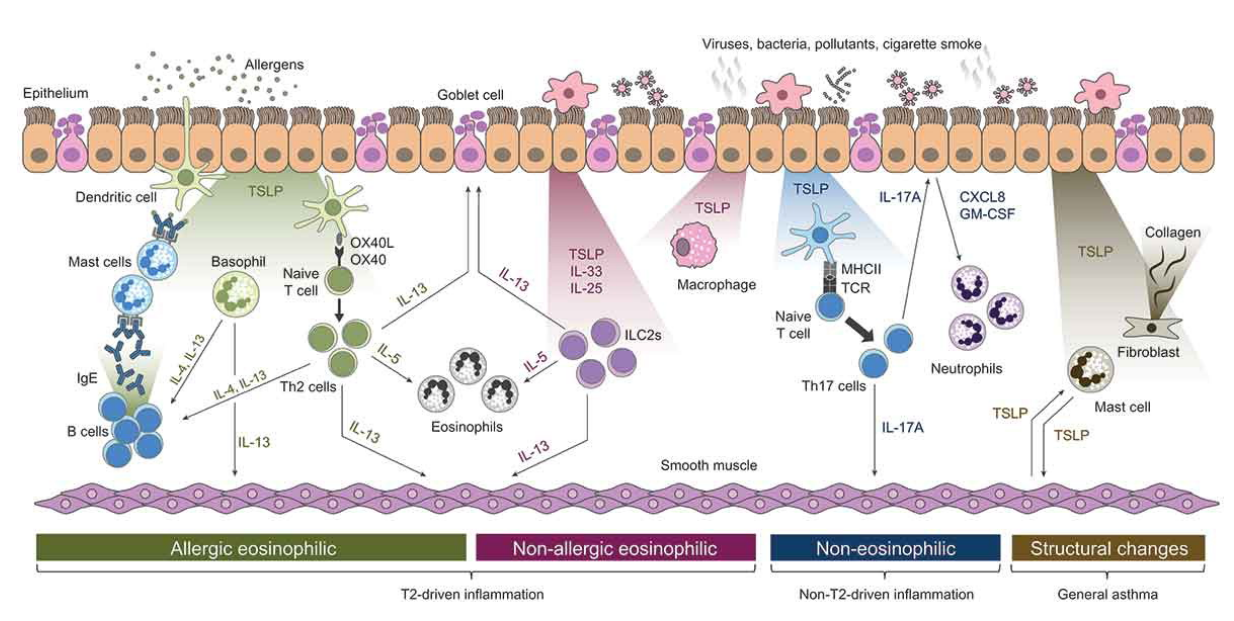 Viruses, bacteria, pollutants, cigarette smoke
Allergens
Epithelium
Goblet cell
Dendritic cell
TSLP
OX40L
OX40
Mast cells
Basophil
Naive
T cell
IL-13
IL-13
TSLP
IL-33
IL-25
TSLP
Macrophage
TSLP
MHCII
TCR
Naive
T cell
IL-17A
CXCL8
GM-CSF
TSLP
Collagen
IgE
IL-4, IL-13
IL-4, IL-13
Th2 cells
IL-5
IL-5
ILC2s
Th17 cells
Neutrophils
Fibroblast
Mast cell
B cells
IL-13
IL-13
Eosinophils
IL-13
IL-17A
TSLP
TSLP
Smooth muscle
Allergic eosinophilic
Non-allergic eosinophilic
Non-eosinophilic
Structural changes
T2-driven inflammation
Non-T2-driven inflammation
General asthma